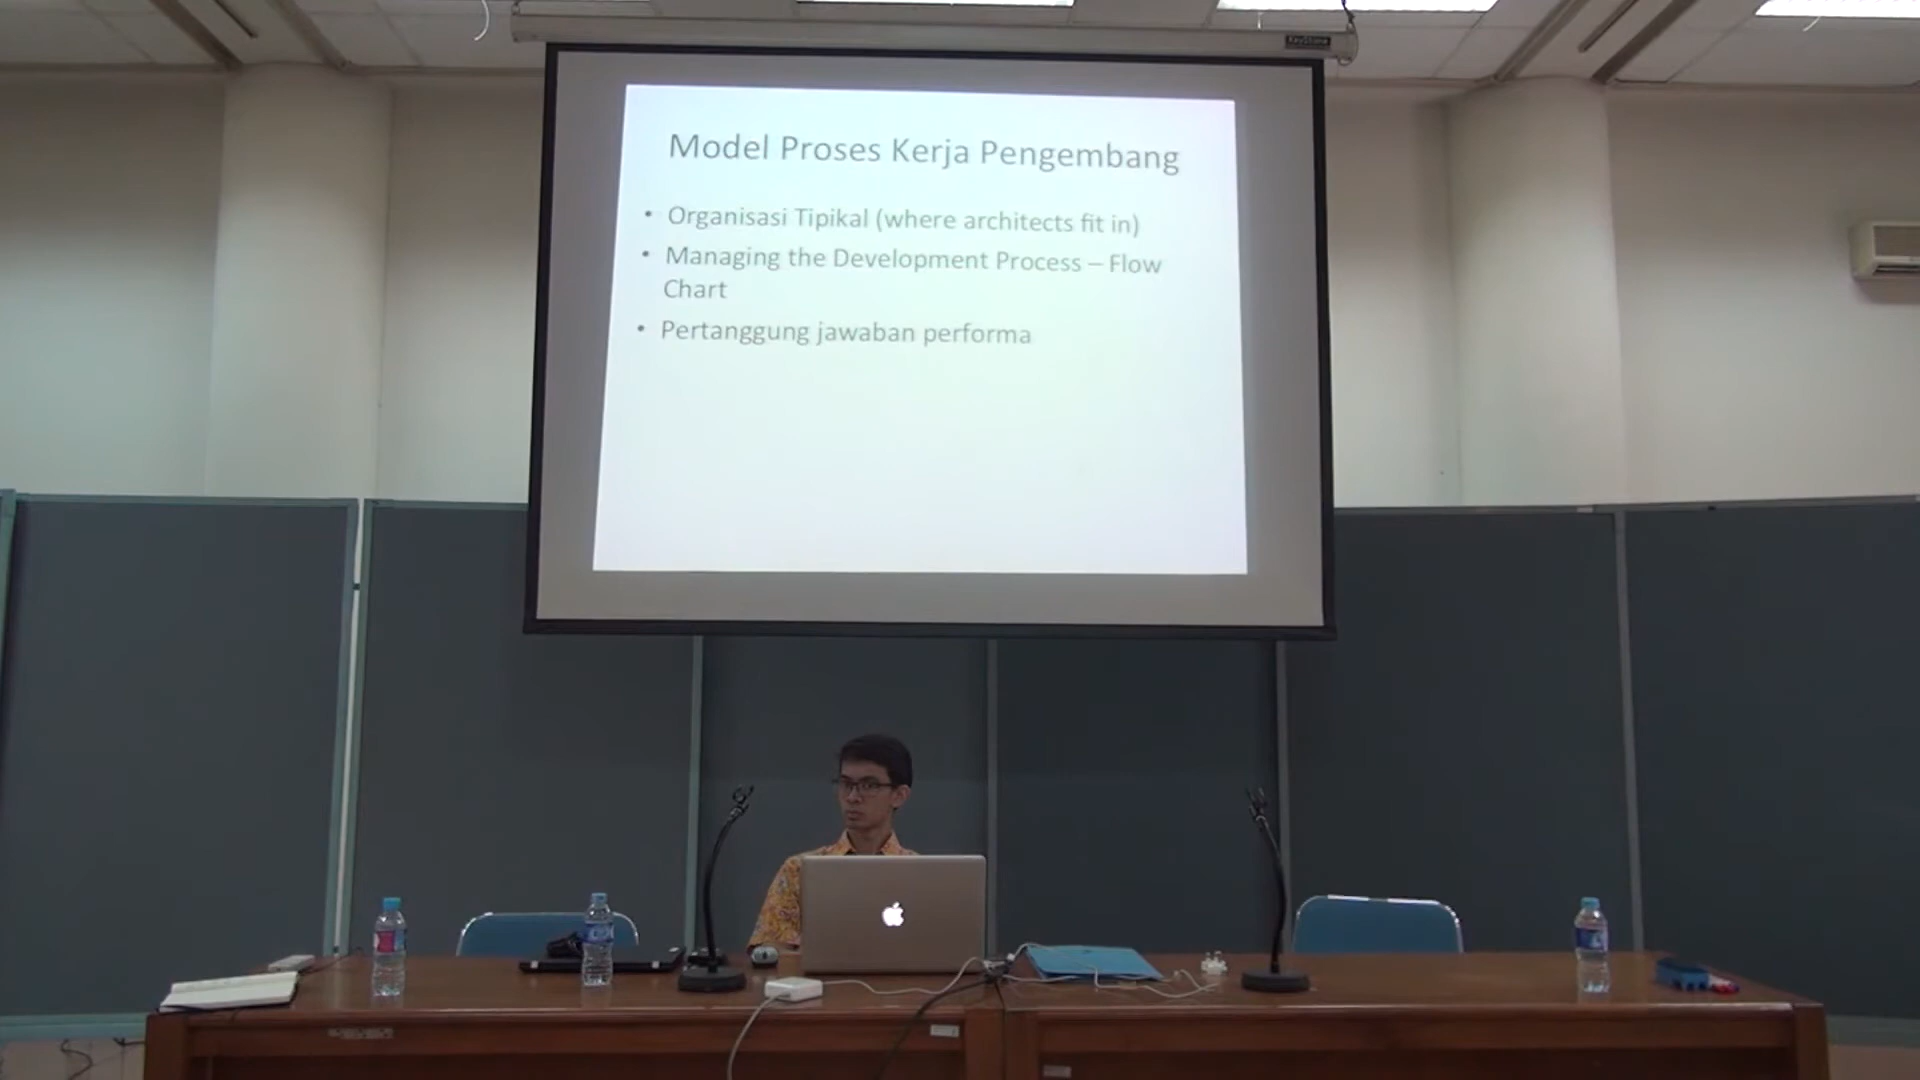 KeyStone
Model Proses Kerja Pengembang
• Organisasi Tipikal (where architects fit in)
• Managing the Development Process – Flow
Chart
• Pertanggung jawaban performa